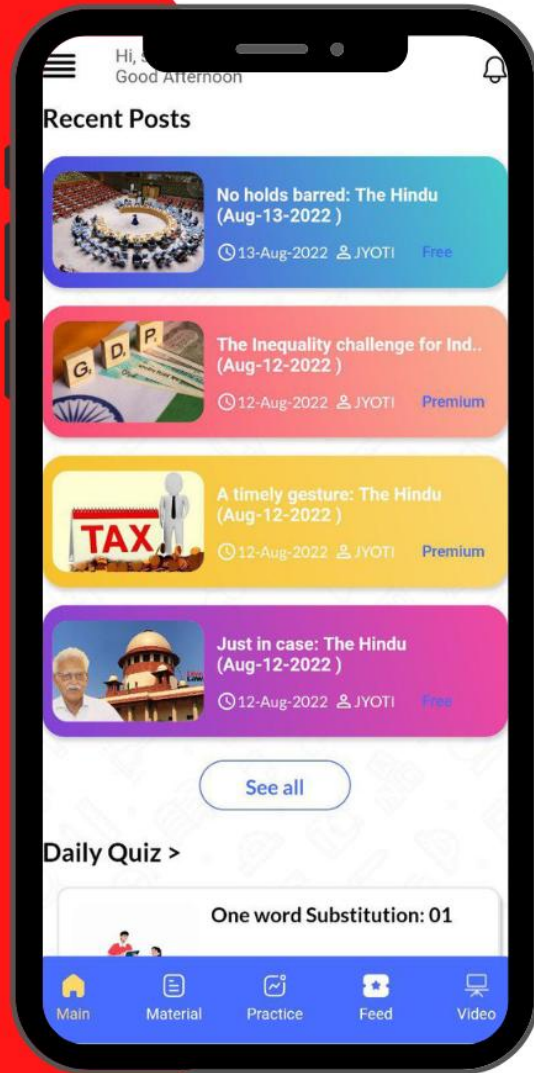 Hi,
Good Afternoon
Recent Posts
No holds barred: The Hindu
(Aug-13-2022 )
13-Aug-2022 JYOTI Free
G D P
The Inequality challenge for Ind..
(Aug-12-2022 )
12-Aug-2022 JYOTI Premium
A timely gesture: The Hindu
(Aug-12-2022 )
TAX
12-Aug-2022 JYOTI Premium
Just in case: The Hindu
(Aug-12-2022 )
12-Aug-2022 JYOTI Free
See all
Daily Quiz >
One word Substitution: 01
Main Material Practice Feed Video